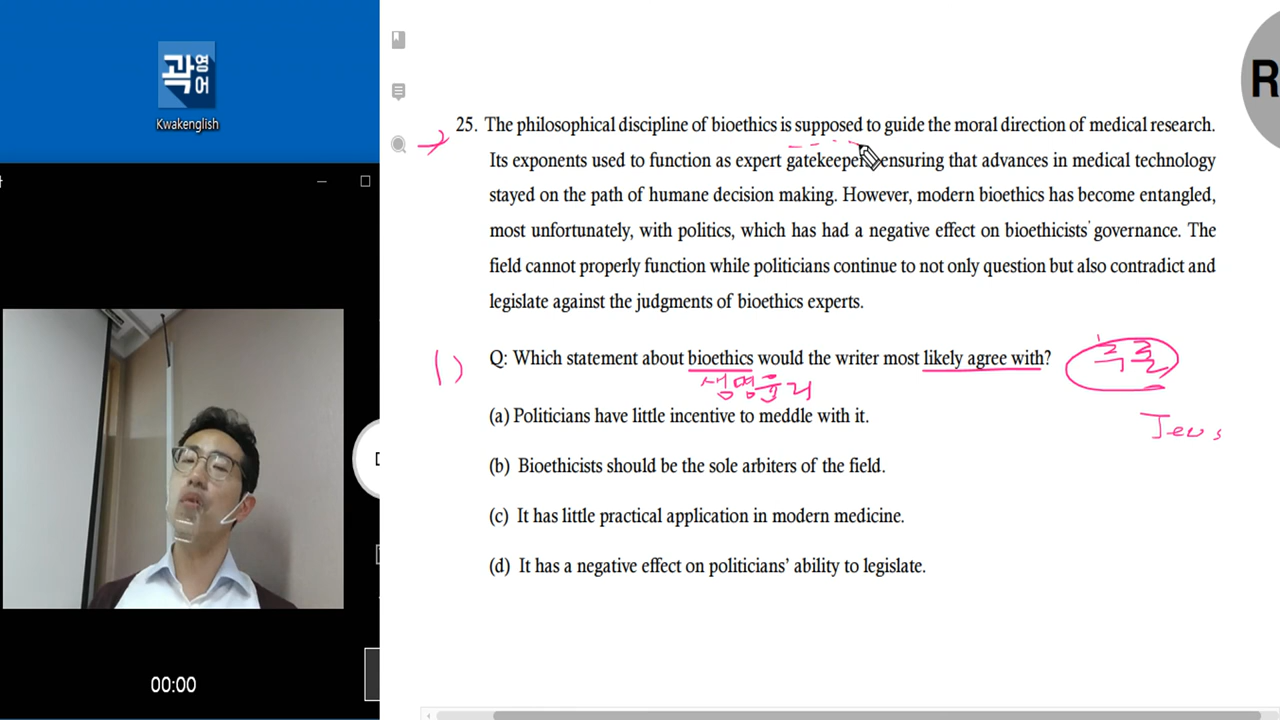 곽영어
Kwakenglish
R
25. The philosophical discipline of bioethics is supposed to guide the moral direction of medical research.
Its exponents used to function as expert gatekeepers ensuring that advances in medical technology
stayed on the path of humane decision making. However, modern bioethics has become entangled,
most unfortunately, with politics, which has had a negative effect on bioethicists' governance. The
field cannot properly function while politicians continue to not only question but also contradict and
legislate against the judgments of bioethics experts.
1) Q: Which statement about bioethics would the writer most likely agree with? 추론
생명윤리
(a) Politicians have little incentive to meddle with it.
(b) Bioethicists should be the sole arbiters of the field.
(c) It has little practical application in modern medicine.
(d) It has a negative effect on politicians' ability to legislate.
00:00